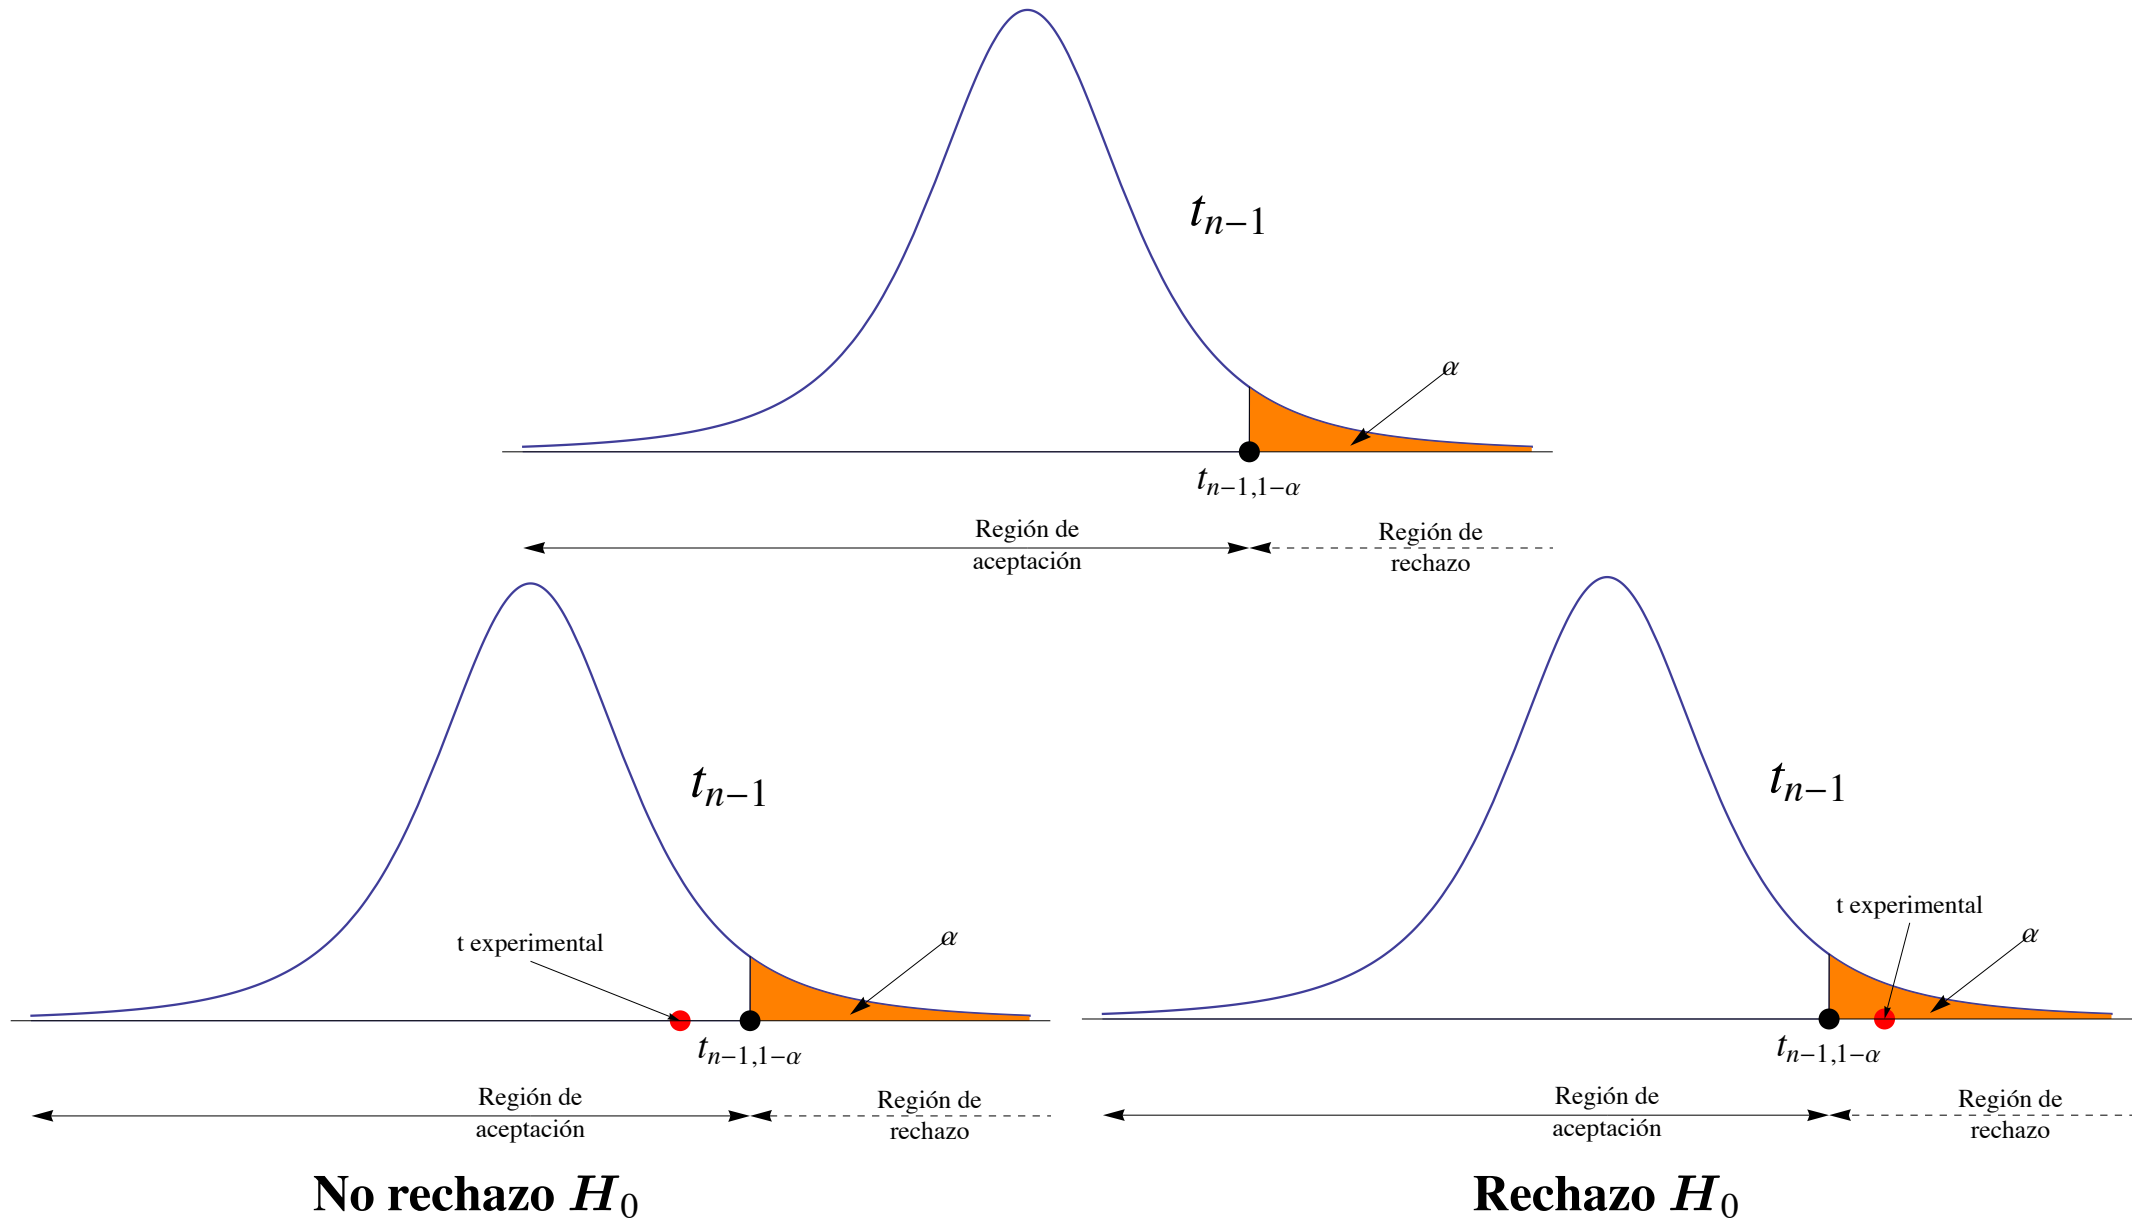 t_{n−1}
α
t_{n−1,1−α}
Región de
aceptación
Región de
rechazo
t_{n−1}
t experimental
α
t_{n−1,1−α}
Región de
aceptación
Región de
rechazo
No rechazo H_0
t_{n−1}
t experimental
α
t_{n−1,1−α}
Región de
aceptación
Región de
rechazo
Rechazo H_0